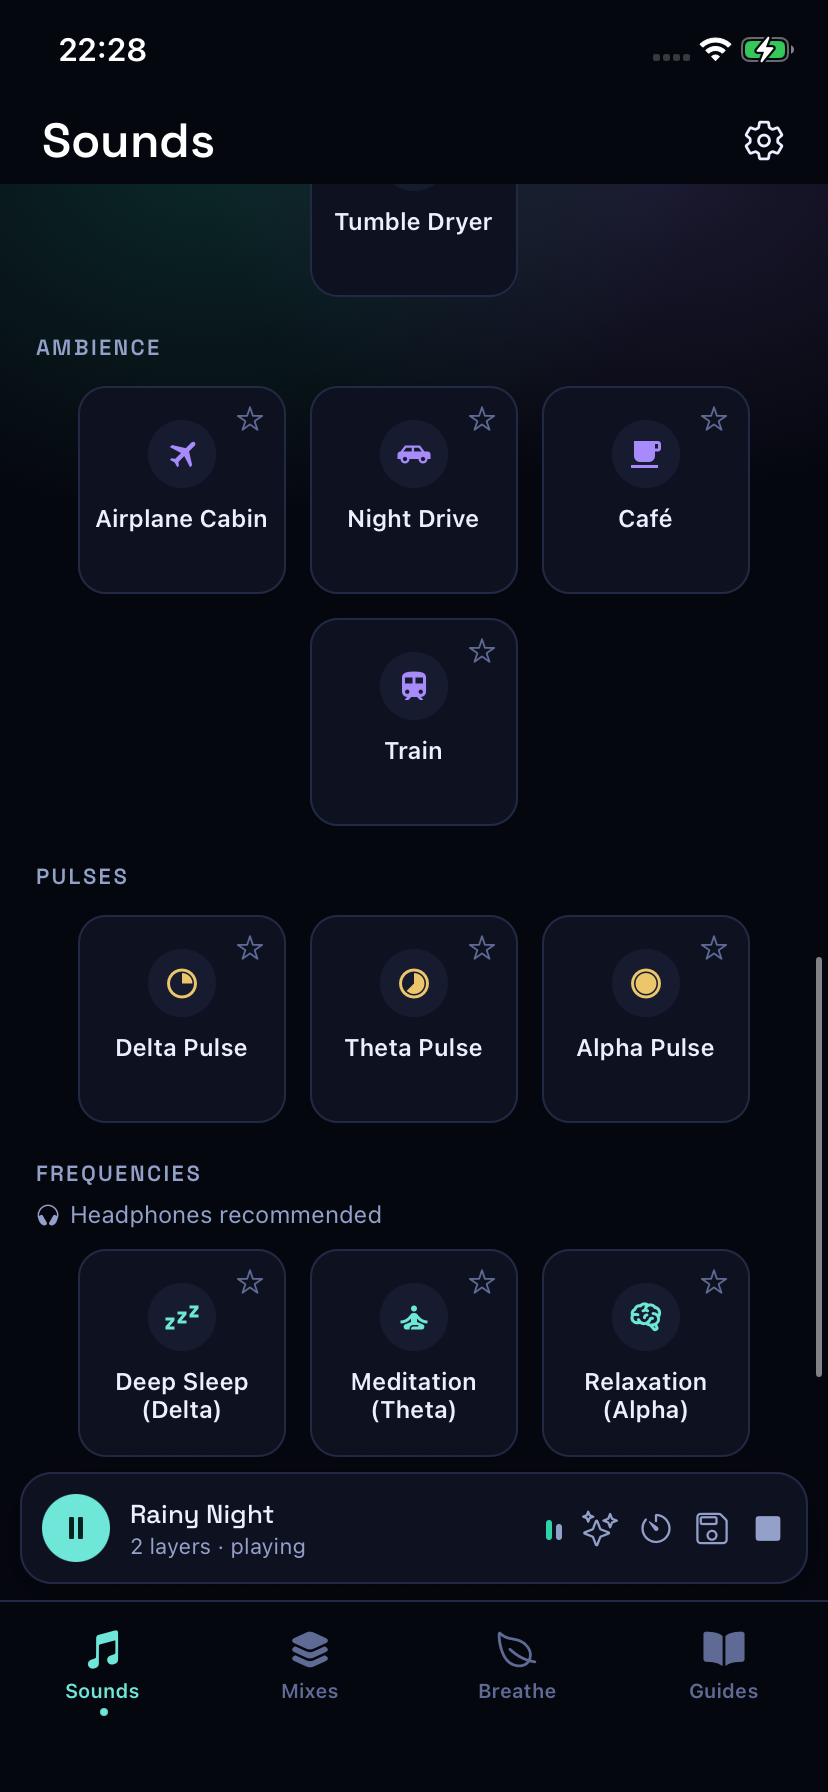 22:28
Sounds
Tumble Dryer
AMBIENCE
Airplane Cabin
Night Drive
Café
Train
PULSES
Delta Pulse
Theta Pulse
Alpha Pulse
FREQUENCIES
Headphones recommended
Deep Sleep
(Delta)
Meditation
(Theta)
Relaxation
(Alpha)
Rainy Night
2 layers · playing
Sounds
Mixes
Breathe
Guides